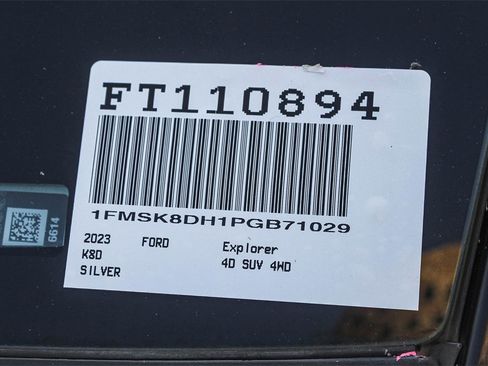 FT110894
1FMSK8DH1PGB71029
2023 FORD Explorer
K8D 4D SUV 4WD
SILVER
6614